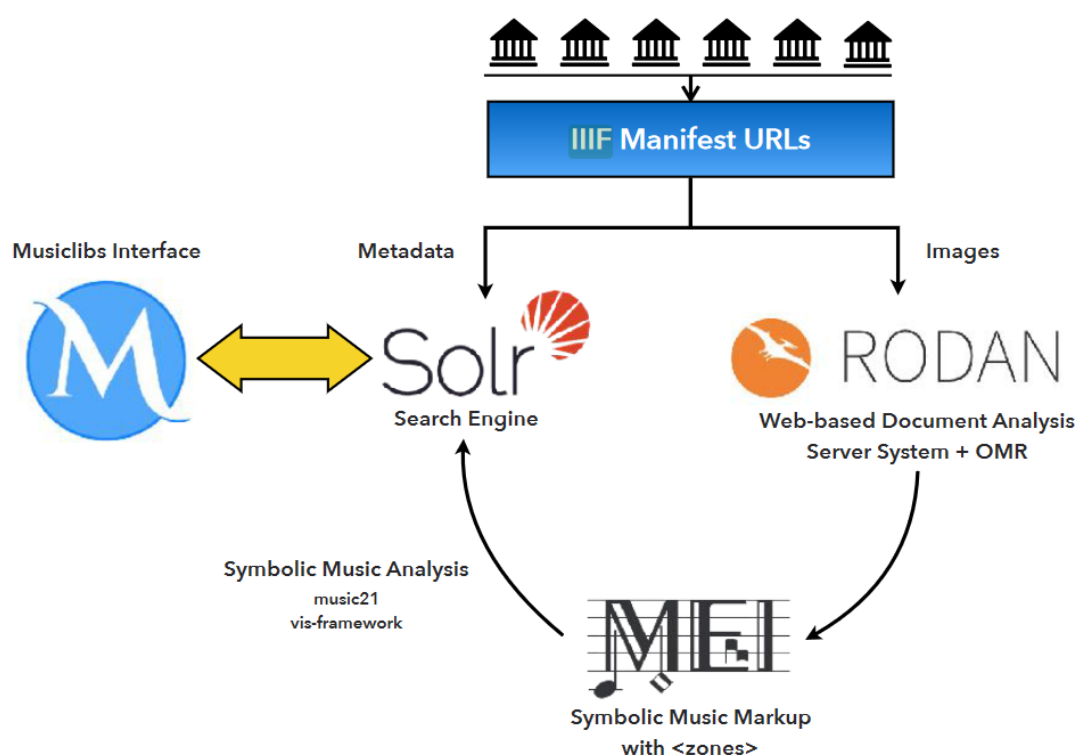 IIIF Manifest URLs
Musiclibs Interface
Metadata
Images
M
Solr
Search Engine
RODAN
Web-based Document Analysis
Server System + OMR
Symbolic Music Analysis
music21
vis-framework
MEI
Symbolic Music Markup
with <zones>